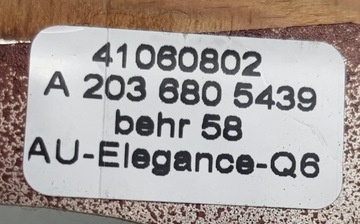 41060802
A 203 680 5439
behr 58
AU-Elegance-Q6